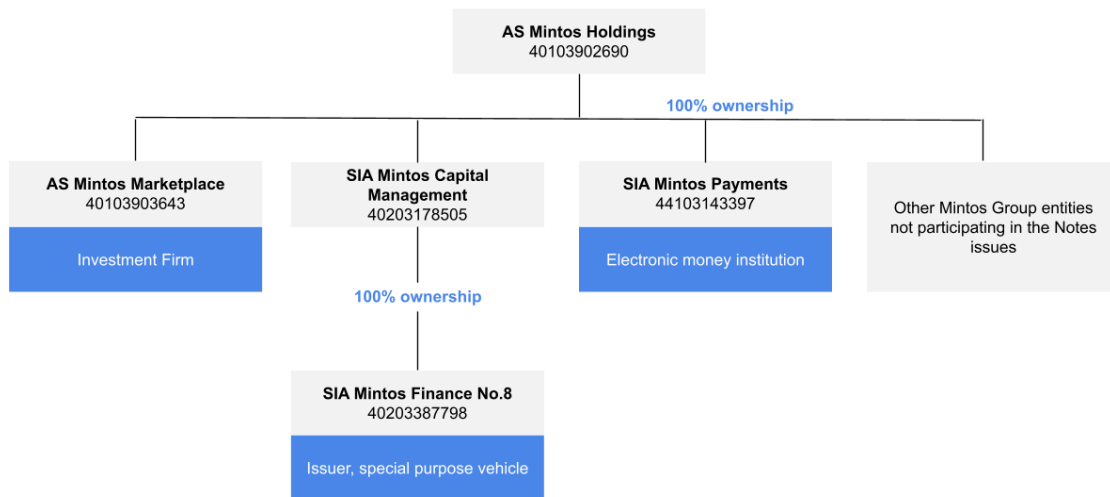 AS Mintos Holdings
40103902690
100% ownership
AS Mintos Marketplace
40103903643
Investment Firm
SIA Mintos Capital
Management
40203178505
SIA Mintos Payments
44103143397
Electronic money institution
Other Mintos Group entities
not participating in the Notes
issues
100% ownership
SIA Mintos Finance No.8
40203387798
Issuer, special purpose vehicle